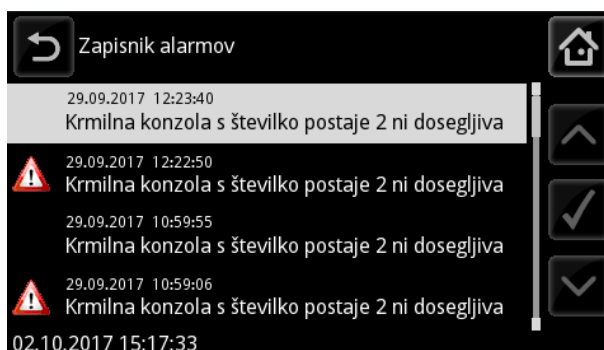 Zapisnik alarmov
29.09.2017 12:23:40
Krmilna konzola s številko postaje 2 ni dosegljiva
29.09.2017 12:22:50
Krmilna konzola s številko postaje 2 ni dosegljiva
29.09.2017 10:59:55
Krmilna konzola s številko postaje 2 ni dosegljiva
29.09.2017 10:59:06
Krmilna konzola s številko postaje 2 ni dosegljiva
02.10.2017 15:17:33